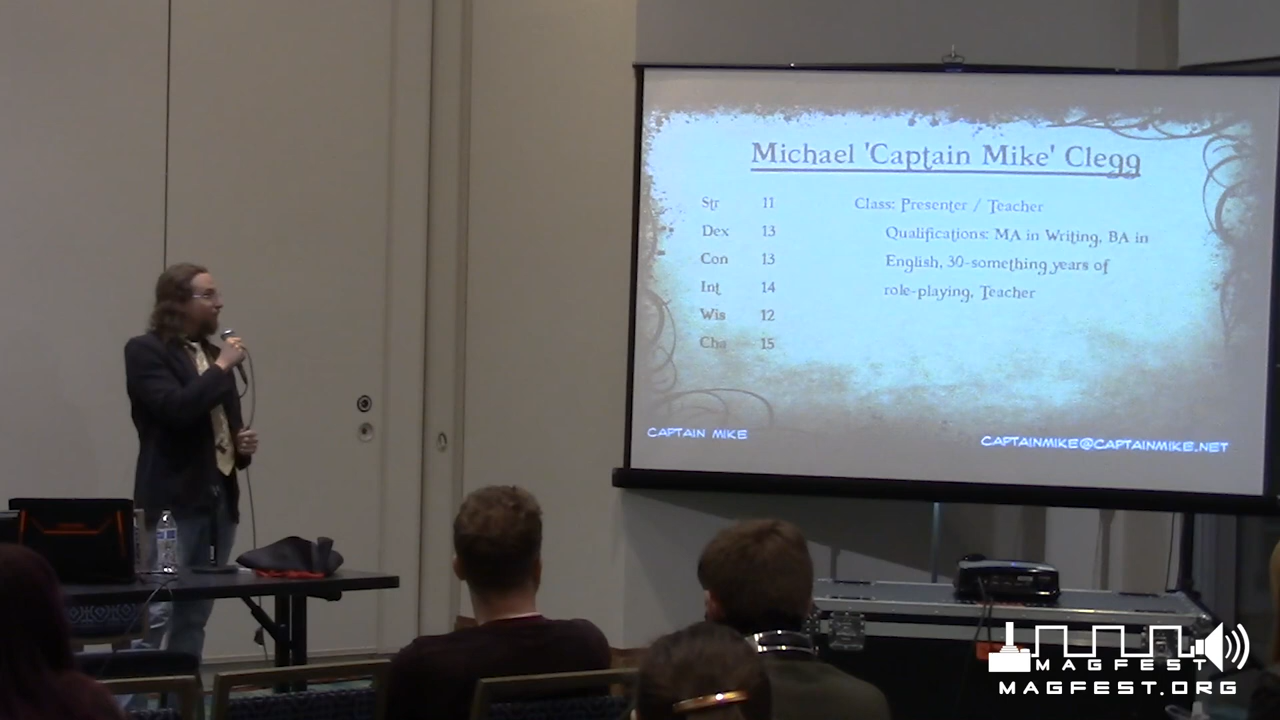 Michael 'Captain Mike' Clegg
Str 11
Dex 13
Con 13
Int 14
Wis 12
Cha 15
Class: Presenter / Teacher
Qualifications: MA in Writing, BA in
English, 30-something years of
role-playing, Teacher
CAPTAIN MIKE
CAPTAINMIKE@CAPTAINMIKE.NET
MAGFEST
MAGFEST.ORG